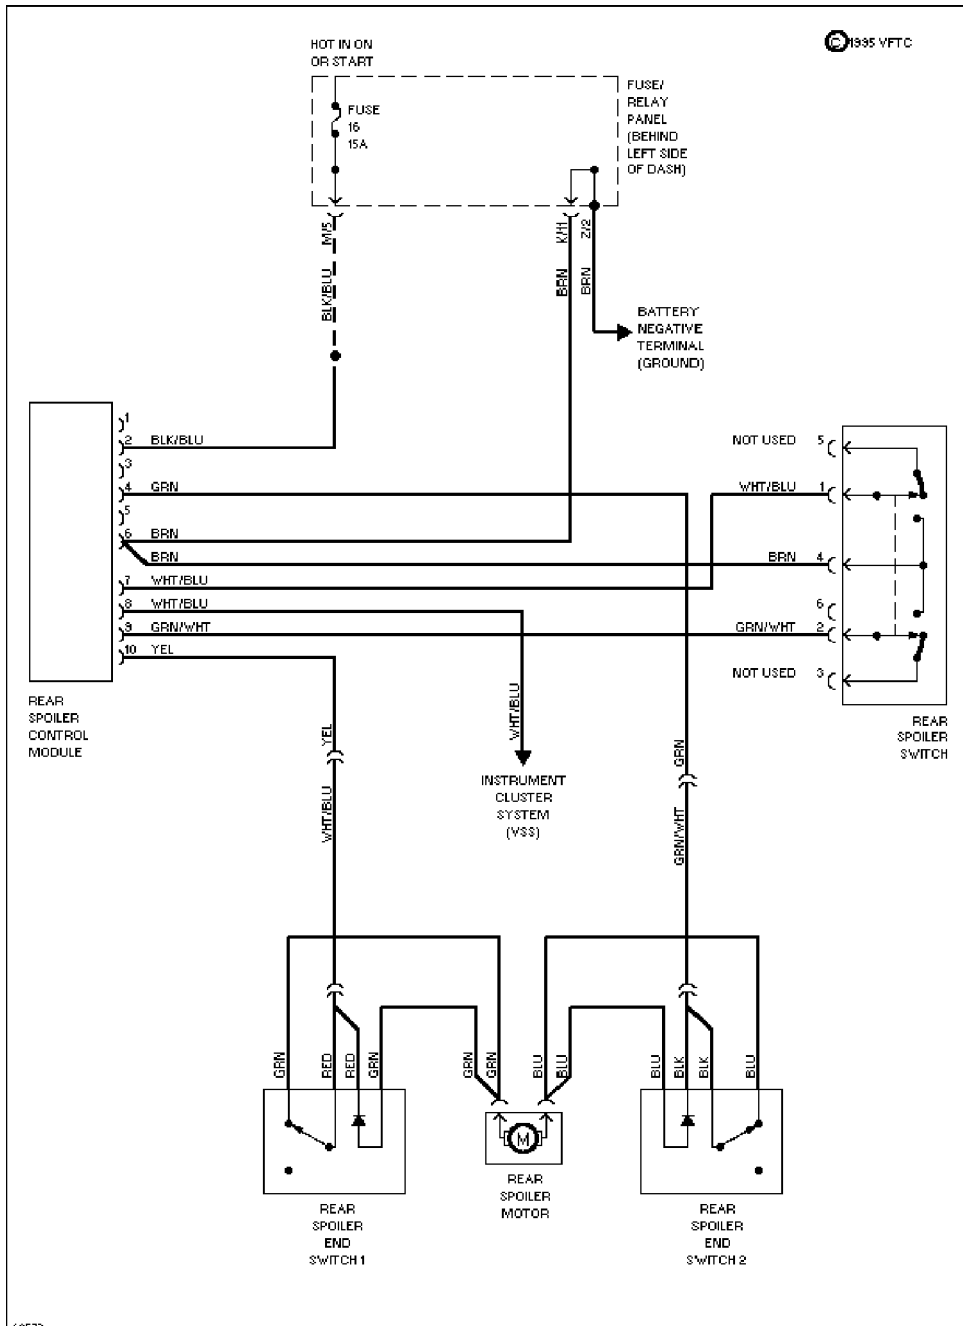 HOT IN ON
OR START
© 1995 VFTC
FUSE
16
15A
FUSE/
RELAY
PANEL
(BEHIND
LEFT SIDE
OF DASH)
M/5
K/11
Z/2
BLK/BLU
BRN
BRN
BATTERY
NEGATIVE
TERMINAL
(GROUND)
1
2 BLK/BLU
3
4 GRN
5
6 BRN
BRN
7 WHT/BLU
8 WHT/BLU
9 GRN/WHT
10 YEL
NOT USED 5
WHT/BLU 1
BRN 4
6
GRN/WHT 2
NOT USED 3
REAR
SPOILER
CONTROL
MODULE
REAR
SPOILER
SWITCH
YEL
WHT/BLU
WHT/BLU
GRN
GRN/WHT
INSTRUMENT
CLUSTER
SYSTEM
(VSS)
GRN
RED
RED
GRN
GRN
GRN
BLU
BLU
BLU
BLK
BLK
BLU
M
REAR
SPOILER
END
SWITCH 1
REAR
SPOILER
MOTOR
REAR
SPOILER
END
SWITCH 2